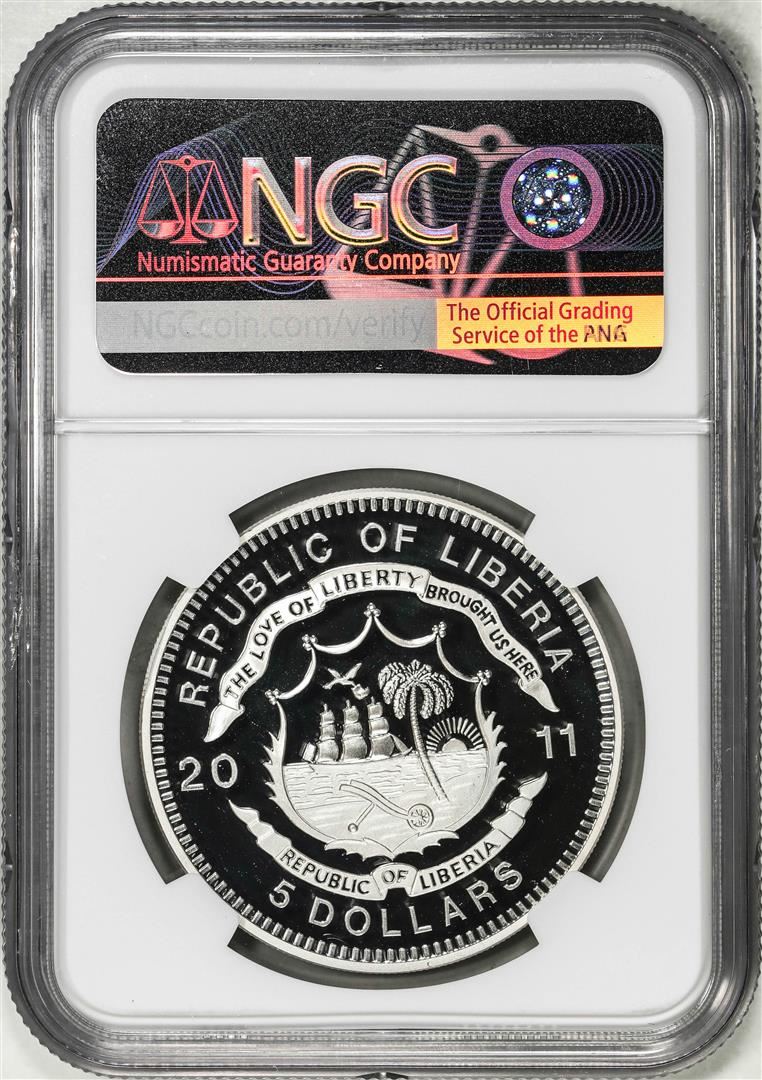 NGC
Numismatic Guaranty Company
NGCcoin.com/verify
The Official Grading
Service of the PNG
REPUBLIC OF LIBERIA
THE LOVE OF LIBERTY BROUGHT US HERE
20 11
REPUBLIC OF LIBERIA
5 DOLLARS